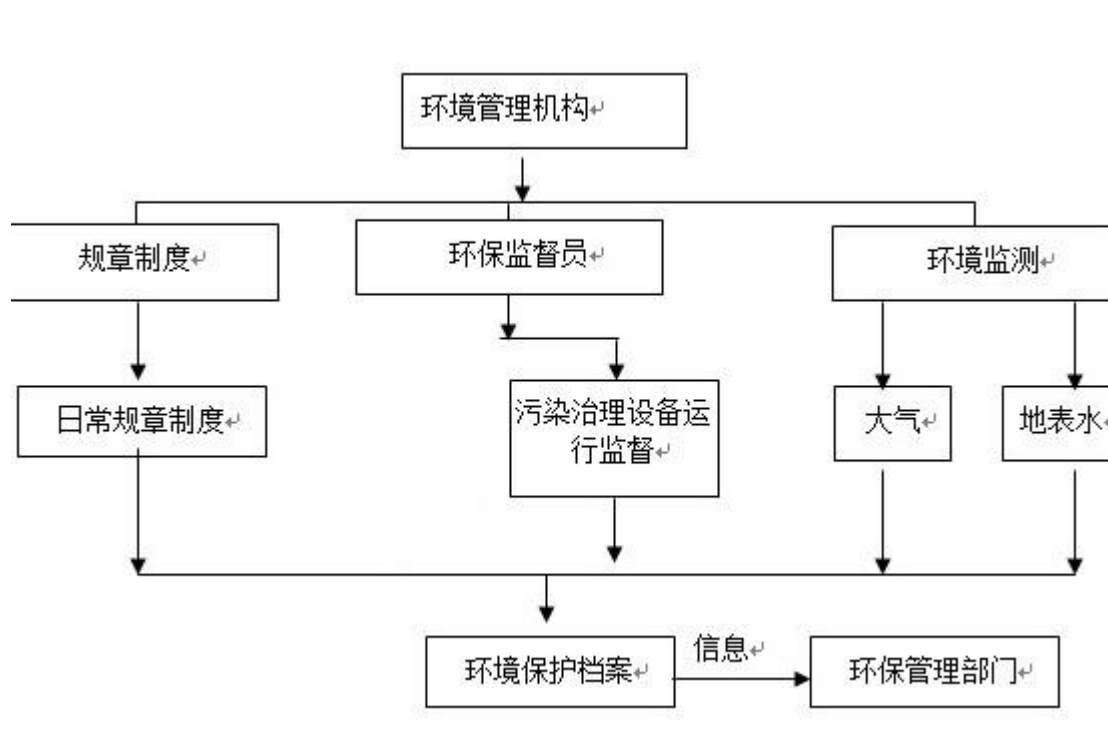 环境管理机构
规章制度
环保监督员
环境监测
日常规章制度
污染治理设备运
行监督
大气
地表水
信息
环境保护档案
环保管理部门